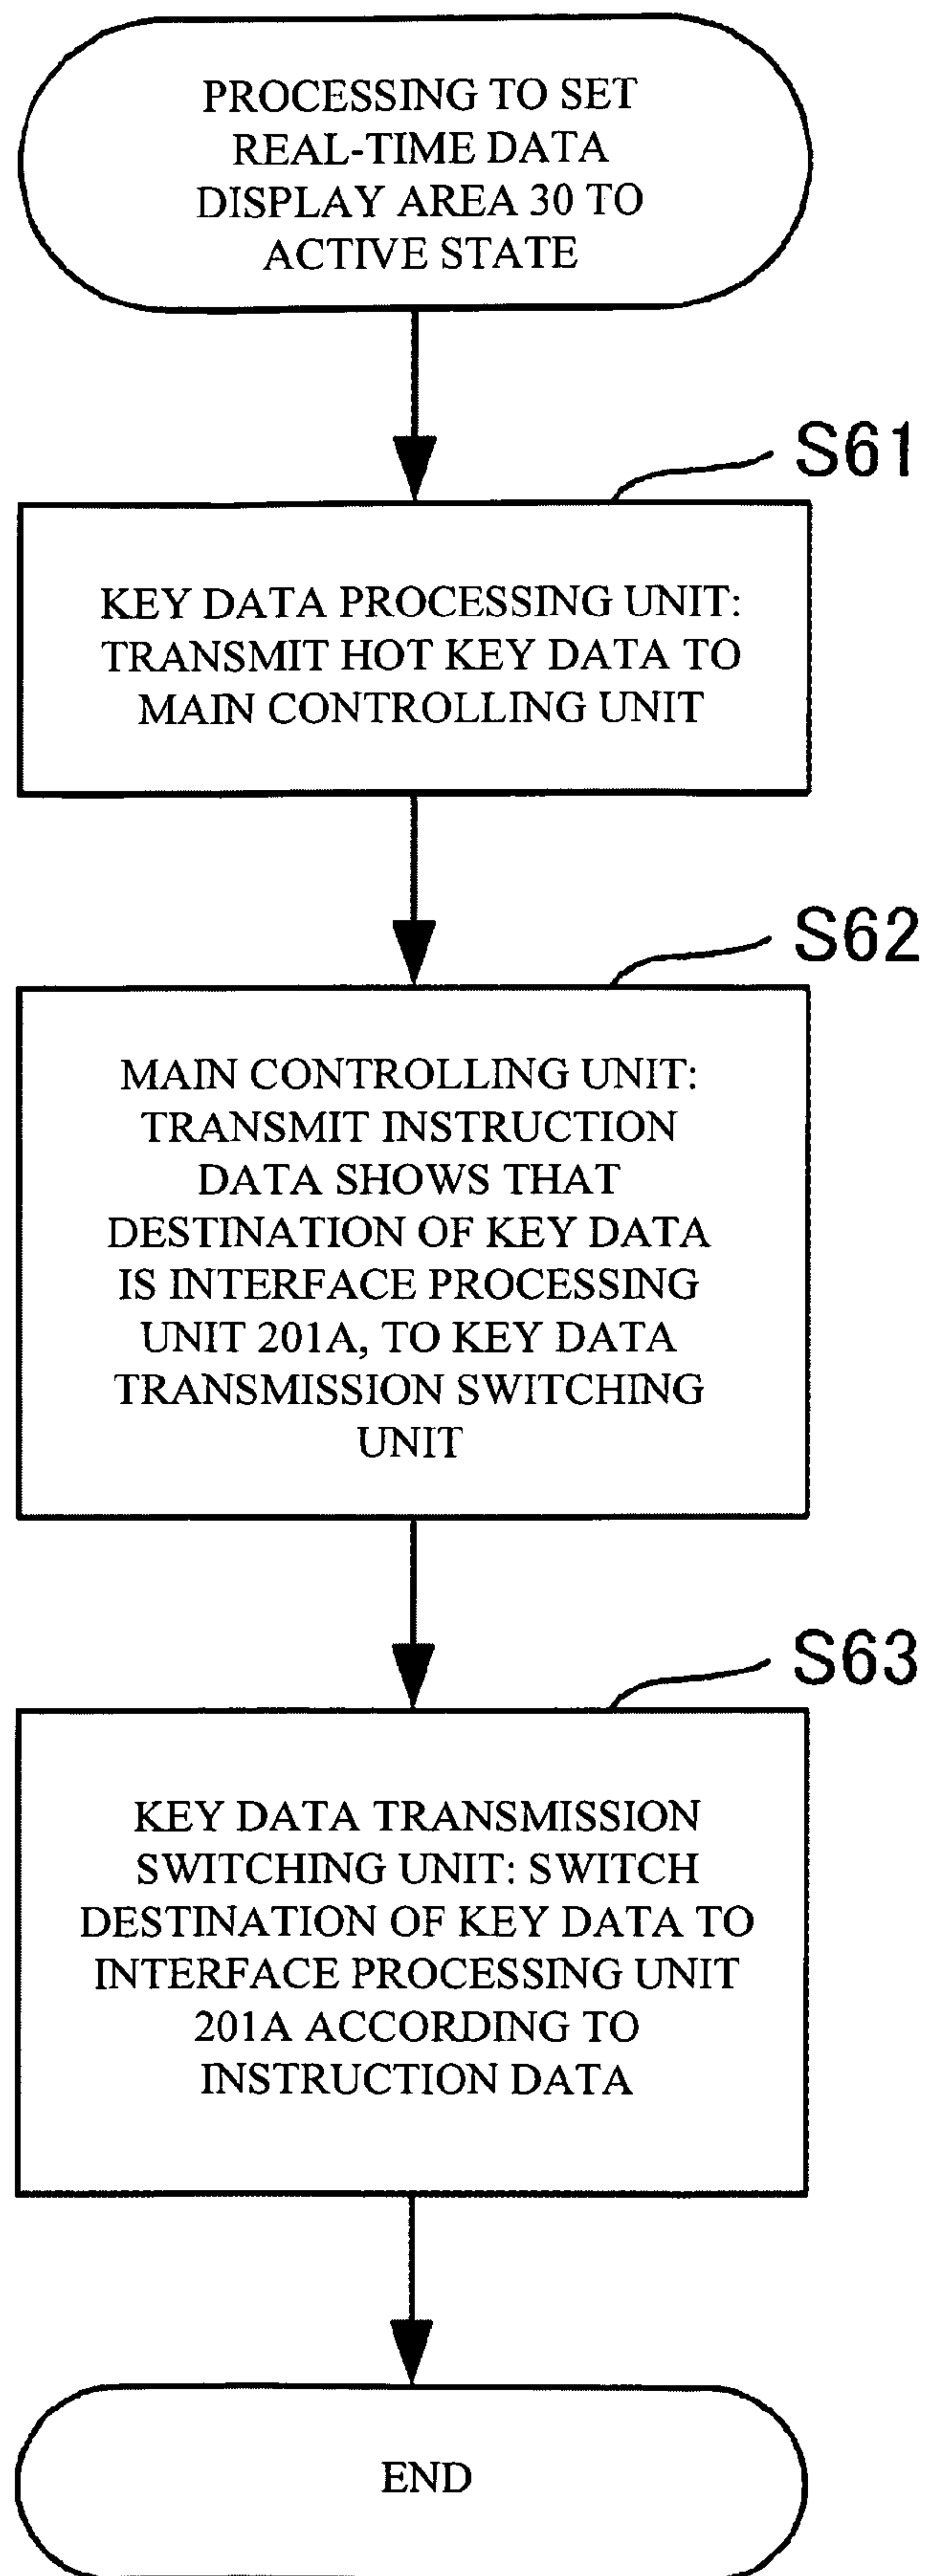 PROCESSING TO SET
REAL-TIME DATA
DISPLAY AREA 30 TO
ACTIVE STATE
S61
KEY DATA PROCESSING UNIT:
TRANSMIT HOT KEY DATA TO
MAIN CONTROLLING UNIT
S62
MAIN CONTROLLING UNIT:
TRANSMIT INSTRUCTION
DATA SHOWS THAT
DESTINATION OF KEY DATA
IS INTERFACE PROCESSING
UNIT 201A, TO KEY DATA
TRANSMISSION SWITCHING
UNIT
S63
KEY DATA TRANSMISSION
SWITCHING UNIT: SWITCH
DESTINATION OF KEY DATA TO
INTERFACE PROCESSING UNIT
201A ACCORDING TO
INSTRUCTION DATA
END